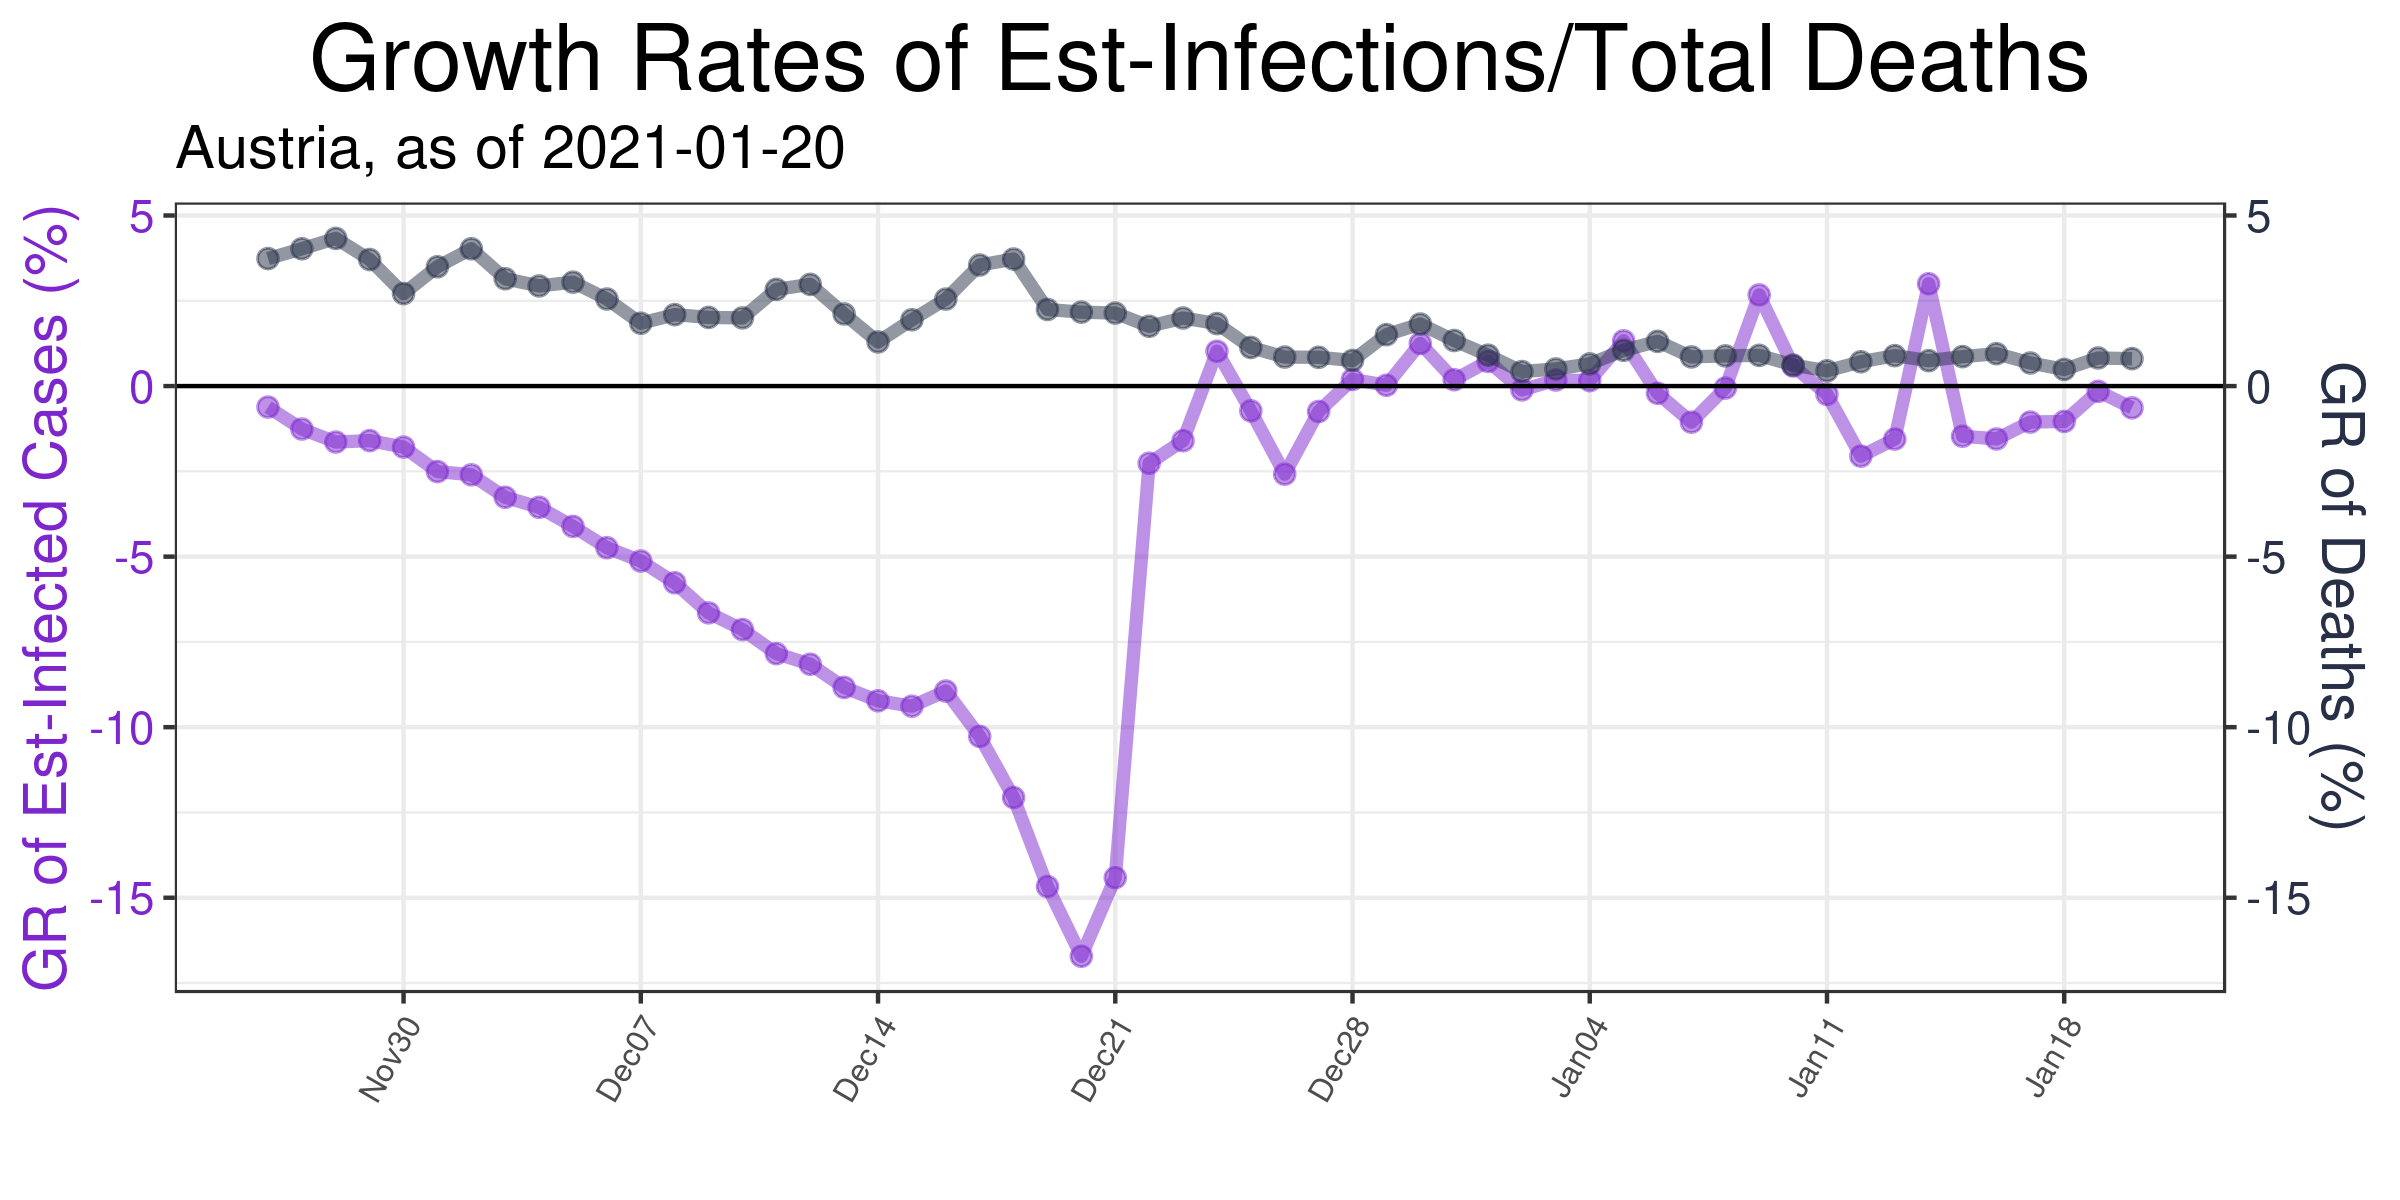 Growth Rates of Est-Infections/Total Deaths
Austria, as of 2021-01-20
GR of Est-Infected Cases (%)
5
0
-5
-10
-15
5
0
-5
-10
-15
GR of Deaths (%)
Nov30
Dec07
Dec14
Dec21
Dec28
Jan04
Jan11
Jan18